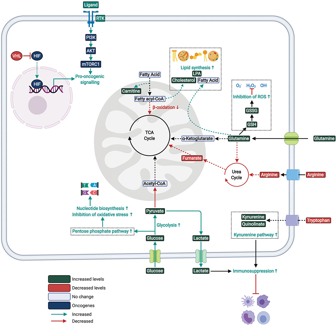 Ligand
RTK
VHL
HIF
PI3K
AKT
mTORC1
Pro-oncogenic
signalling
HIF
Fatty Acid
Carnitine
Fatty acyl-CoA
β-oxidation ↓
Lipid synthesis ↑
LPA
Cholesterol
Fatty Acid
O₂ H₂O₂ OH
Inhibition of ROS ↑
GSSG
GSH
TCA
Cycle
α-Ketoglutarate
Glutamine
Glutamine
Fumarate
Urea
Cycle
Arginine
Arginine
Acetyl-CoA
Nucleotide biosynthesis ↑
Inhibition of oxidative stress ↑
Pentose phosphate pathway ↑
Pyruvate
Glycolysis ↑
Glucose
Lactate
Kynurenine
Quinolinate
Kynurenine pathway ↑
Tryptophan
Glucose
Lactate
Immunosuppression ↑
Increased levels
Decreased levels
No change
Oncogenes
Increased
Decreased